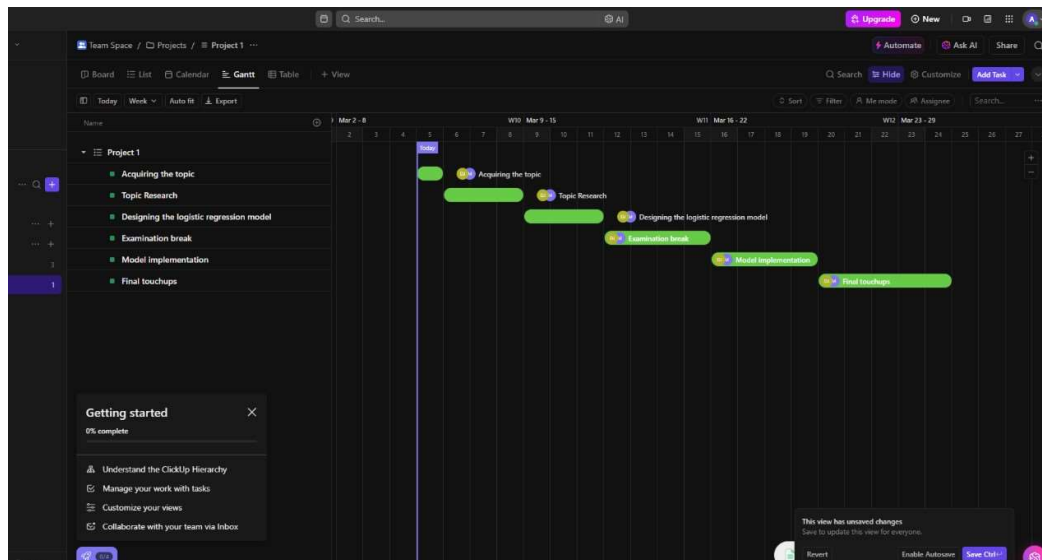 Search...
AI
Upgrade
New
A
Team Space / Projects / Project 1 ...
Automate
Ask AI
Share
Board
List
Calendar
Gantt
Table
+ View
Search
Hide
Customize
Add Task
Today
Week
Auto fit
Export
Sort
Filter
Me mode
Assignee
Search...
Name
Mar 2 - 8
W10 Mar 9 - 15
W11 Mar 16 - 22
W12 Mar 23 - 29
2 3 4 5 6 7 8 9 10 11 12 13 14 15 16 17 18 19 20 21 22 23 24 25 26 27
Today
Project 1
Acquiring the topic
Acquiring the topic
Topic Research
Topic Research
Designing the logistic regression model
Designing the logistic regression model
Examination break
Examination break
Model implementation
Model implementation
Final touchups
Final touchups
3
1
Getting started
0% complete
Understand the ClickUp Hierarchy
Manage your work with tasks
Customize your views
Collaborate with your team via Inbox
This view has unsaved changes
Save to update this view for everyone.
Revert
Enable Autosave
Save Ctrl+↵